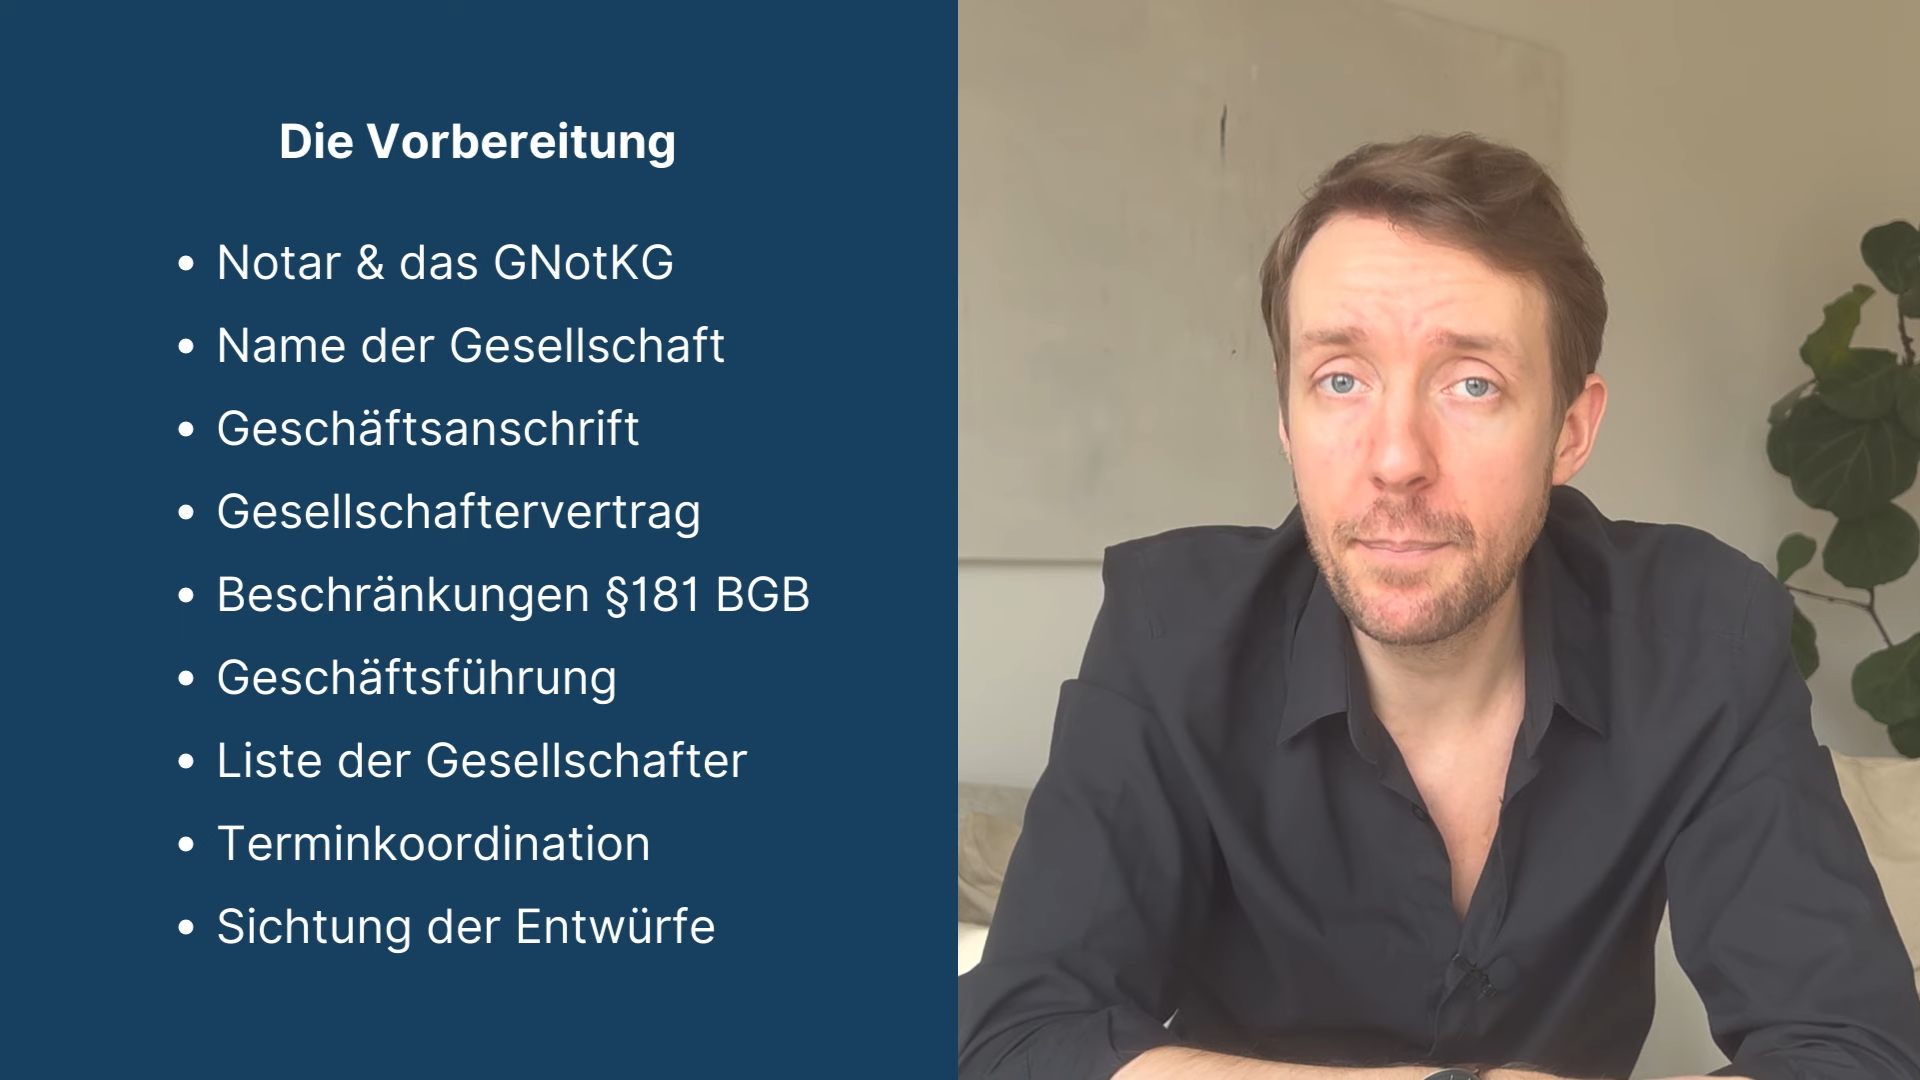 Die Vorbereitung
• Notar & das GNotKG
• Name der Gesellschaft
• Geschäftsanschrift
• Gesellschaftervertrag
• Beschränkungen §181 BGB
• Geschäftsführung
• Liste der Gesellschafter
• Terminkoordination
• Sichtung der Entwürfe